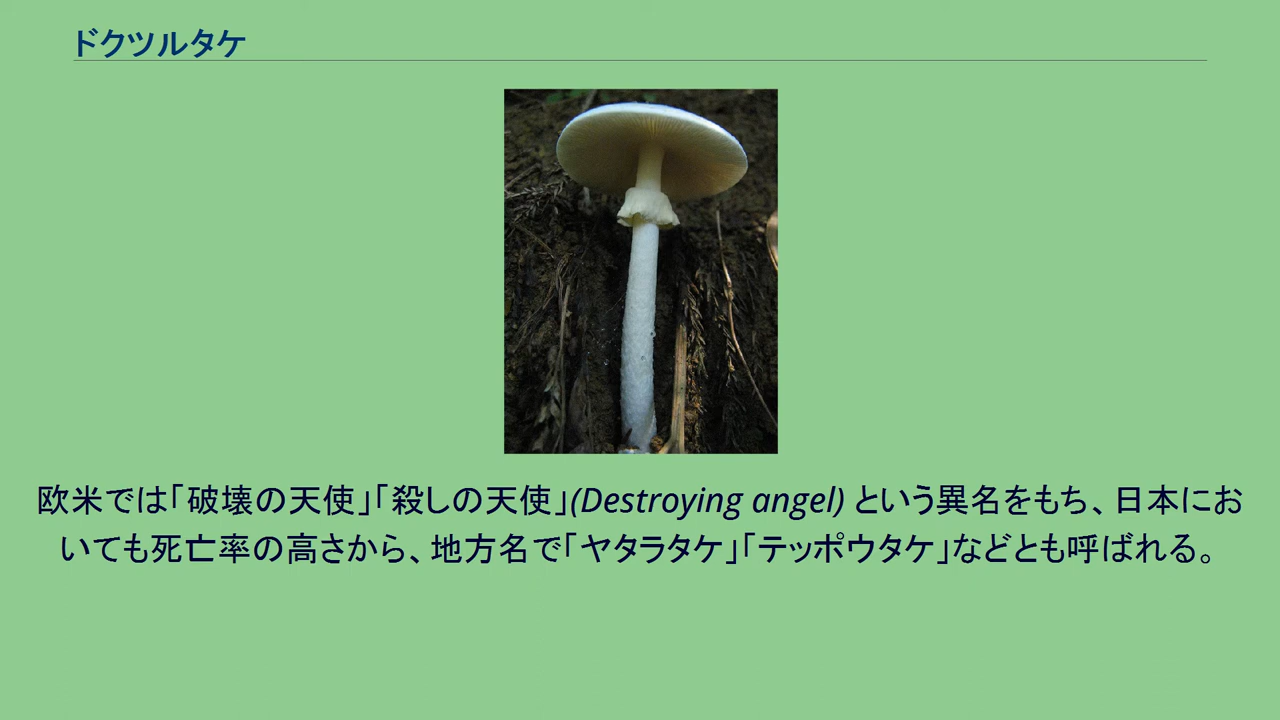 ドクツルタケ
欧米では「破壊の天使」「殺しの天使」(Destroying angel) という異名をもち、日本にお
いても死亡率の高さから、地方名で「ヤタラタケ」「テッポウタケ」などとも呼ばれる。